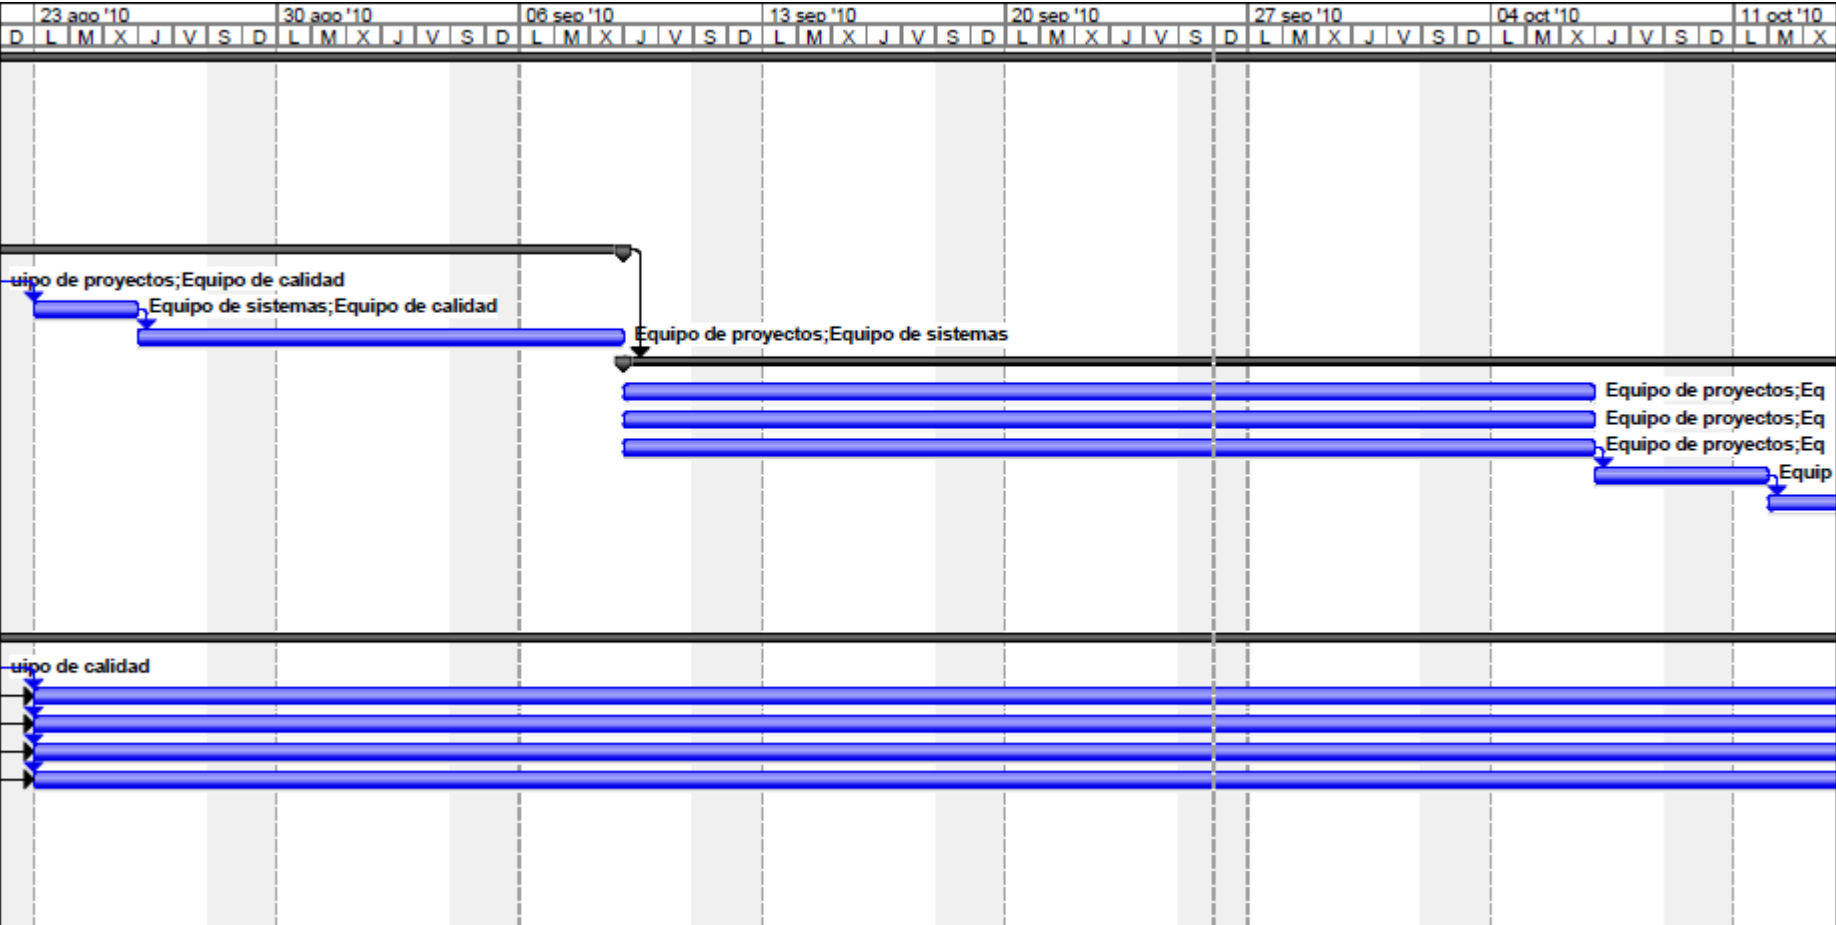 23 ago '10 30 ago '10 06 sep '10 13 sep '10 20 sep '10 27 sep '10 04 oct '10 11 oct '10
D L M X J V S D L M X J V S D L M X J V S D L M X J V S D L M X J V S D L M X J V S D L M X J V S D L M X
uipo de proyectos;Equipo de calidad
Equipo de sistemas;Equipo de calidad
Equipo de proyectos;Equipo de sistemas
Equipo de proyectos;Eq
Equipo de proyectos;Eq
Equipo de proyectos;Eq
Equip
uipo de calidad